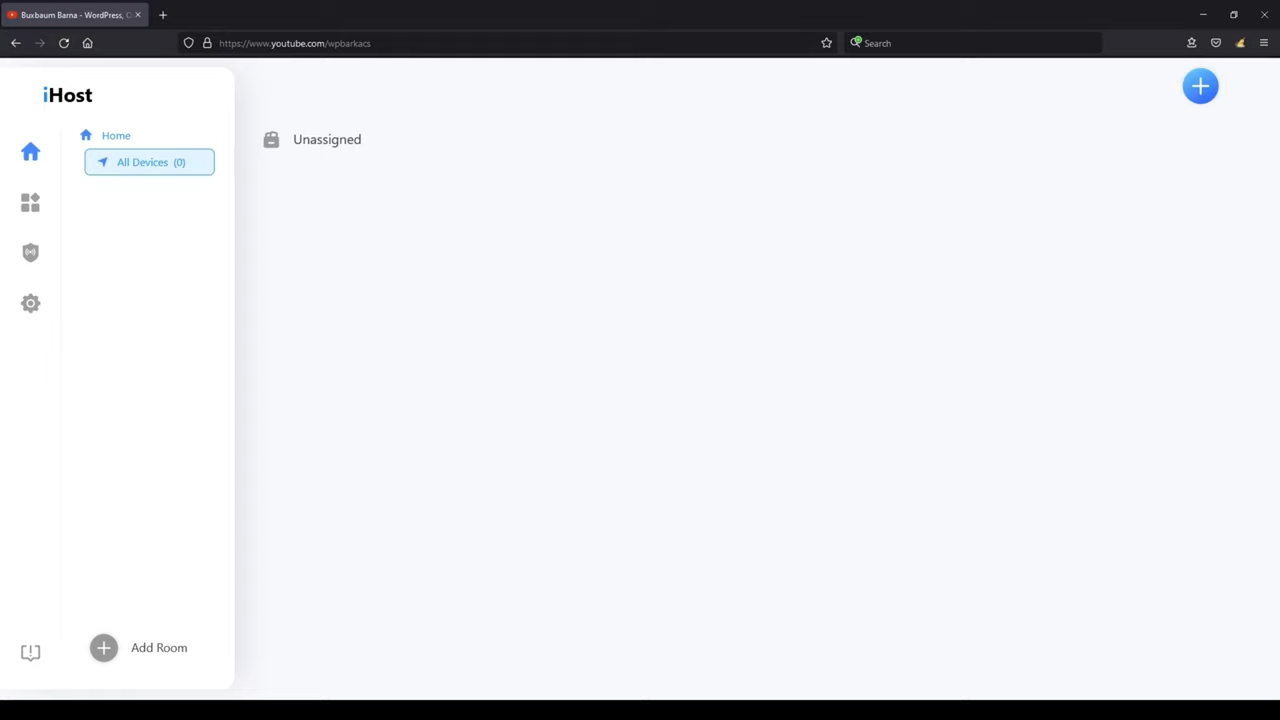 Buxbaum Barna - WordPress, C
https://www.youtube.com/wpbarkacs
Search
iHost
Home
All Devices (0)
Unassigned
Add Room